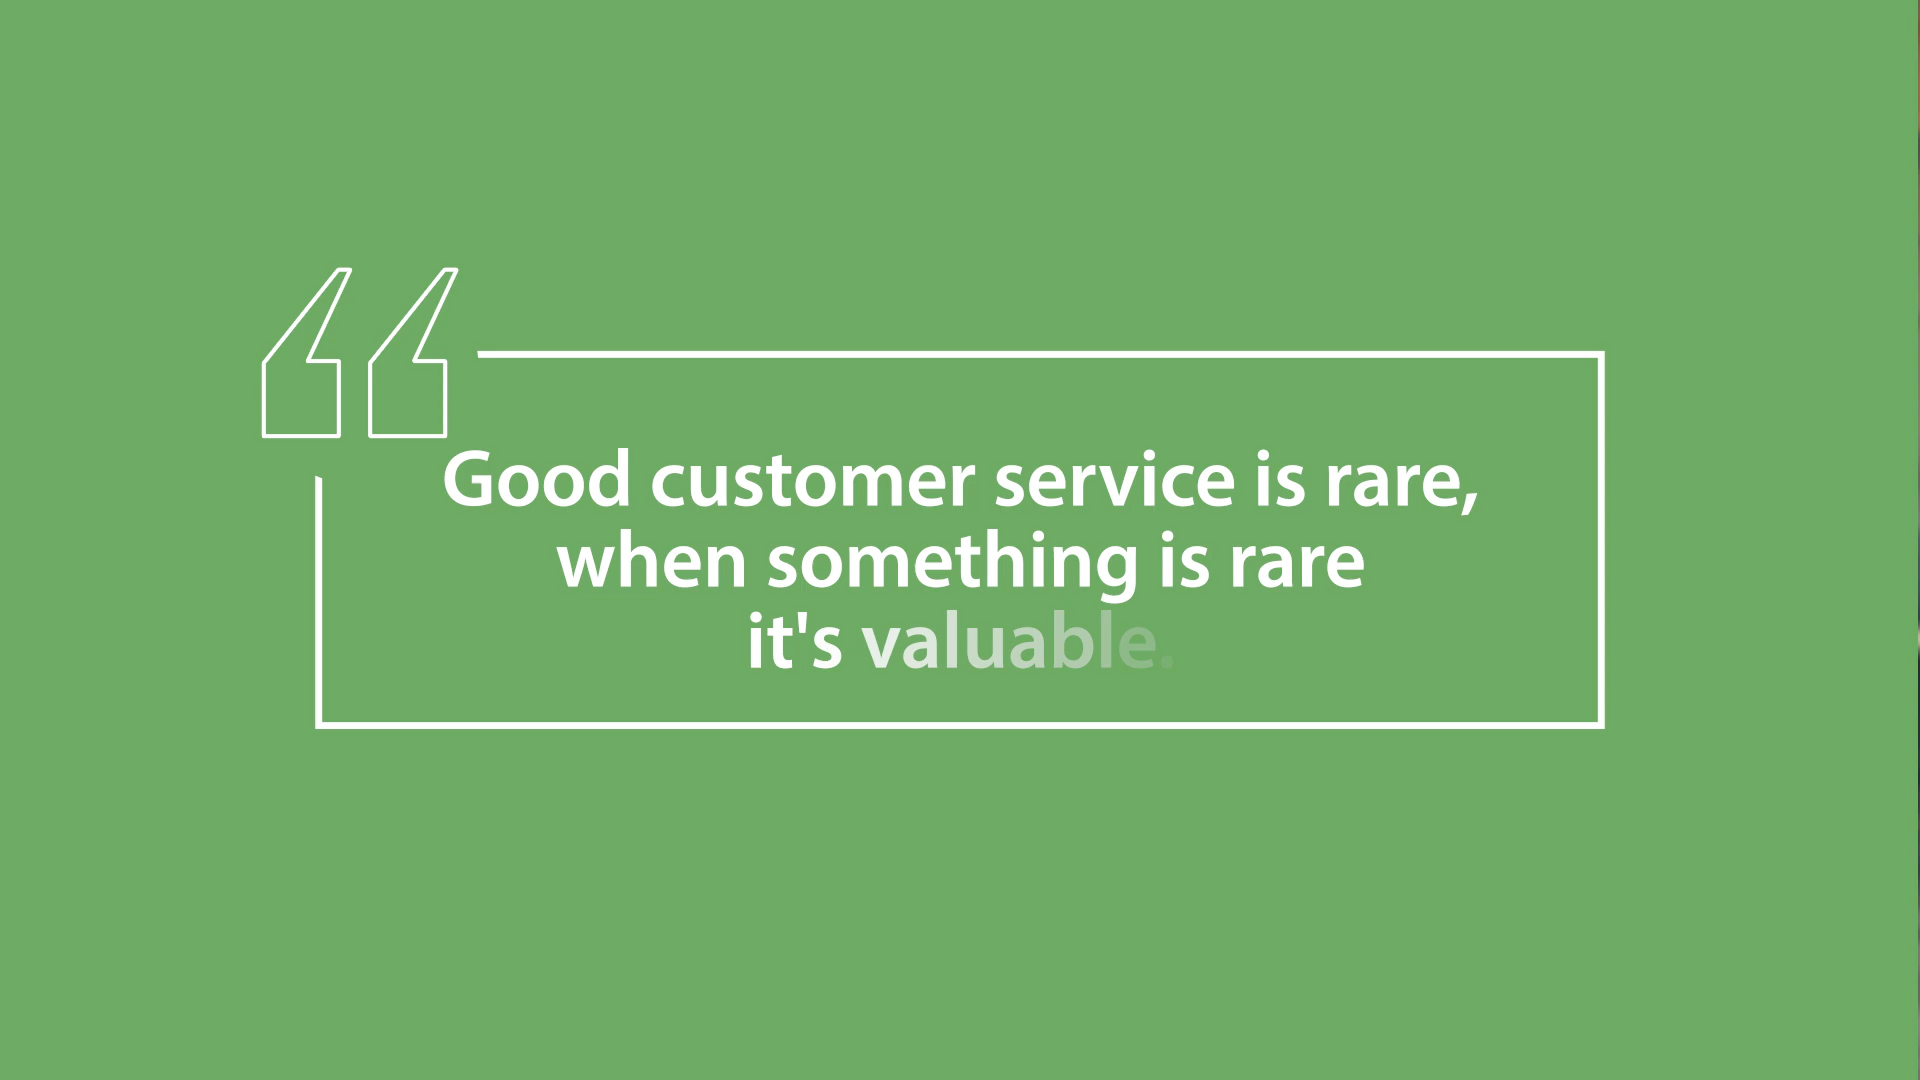 Good customer service is rare,
when something is rare
it's valuable.